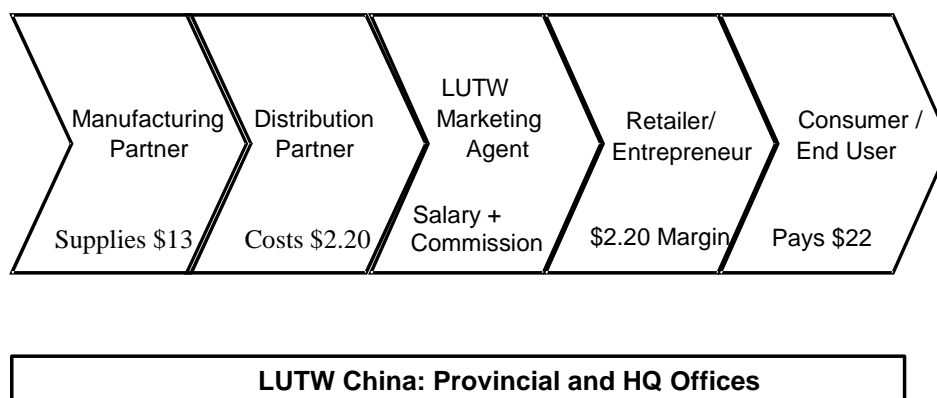 Manufacturing
Partner
Supplies $13
Distribution
Partner
Costs $2.20
LUTW
Marketing
Agent
Salary +
Commission
Retailer/
Entrepreneur
$2.20 Margin
Consumer /
End User
Pays $22
LUTW China: Provincial and HQ Offices